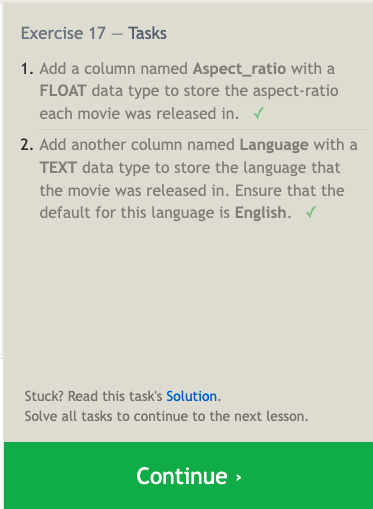 Exercise 17 — Tasks
1. Add a column named Aspect_ratio with a
FLOAT data type to store the aspect-ratio
each movie was released in. ✓
2. Add another column named Language with a
TEXT data type to store the language that
the movie was released in. Ensure that the
default for this language is English. ✓
Stuck? Read this task's Solution.
Solve all tasks to continue to the next lesson.
Continue ›